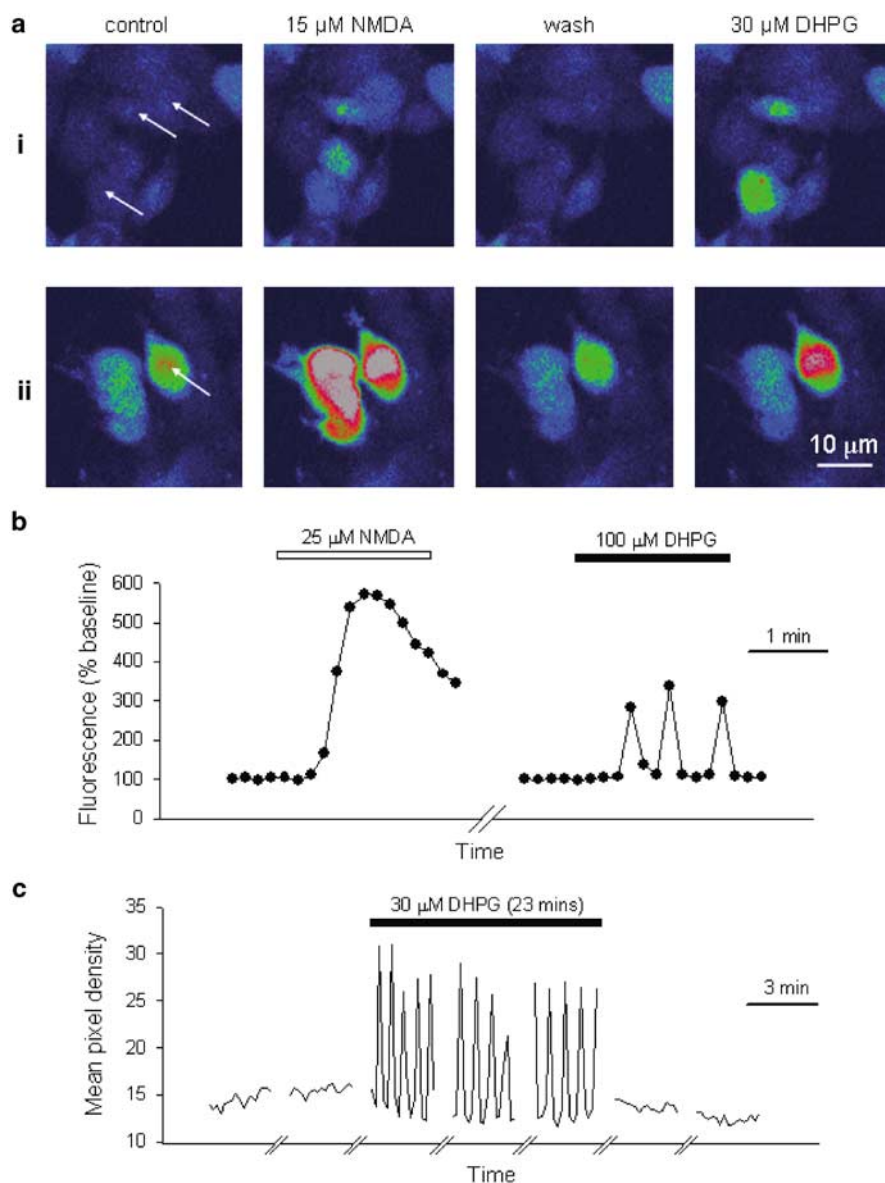 a
control 15 µM NMDA wash 30 µM DHPG
i
ii
10 µm
b
25 µM NMDA 100 µM DHPG
1 min
Fluorescence (% baseline)
600
500
400
300
200
100
0
Time
c
30 µM DHPG (23 mins)
3 min
Mean pixel density
35
30
25
20
15
10
Time